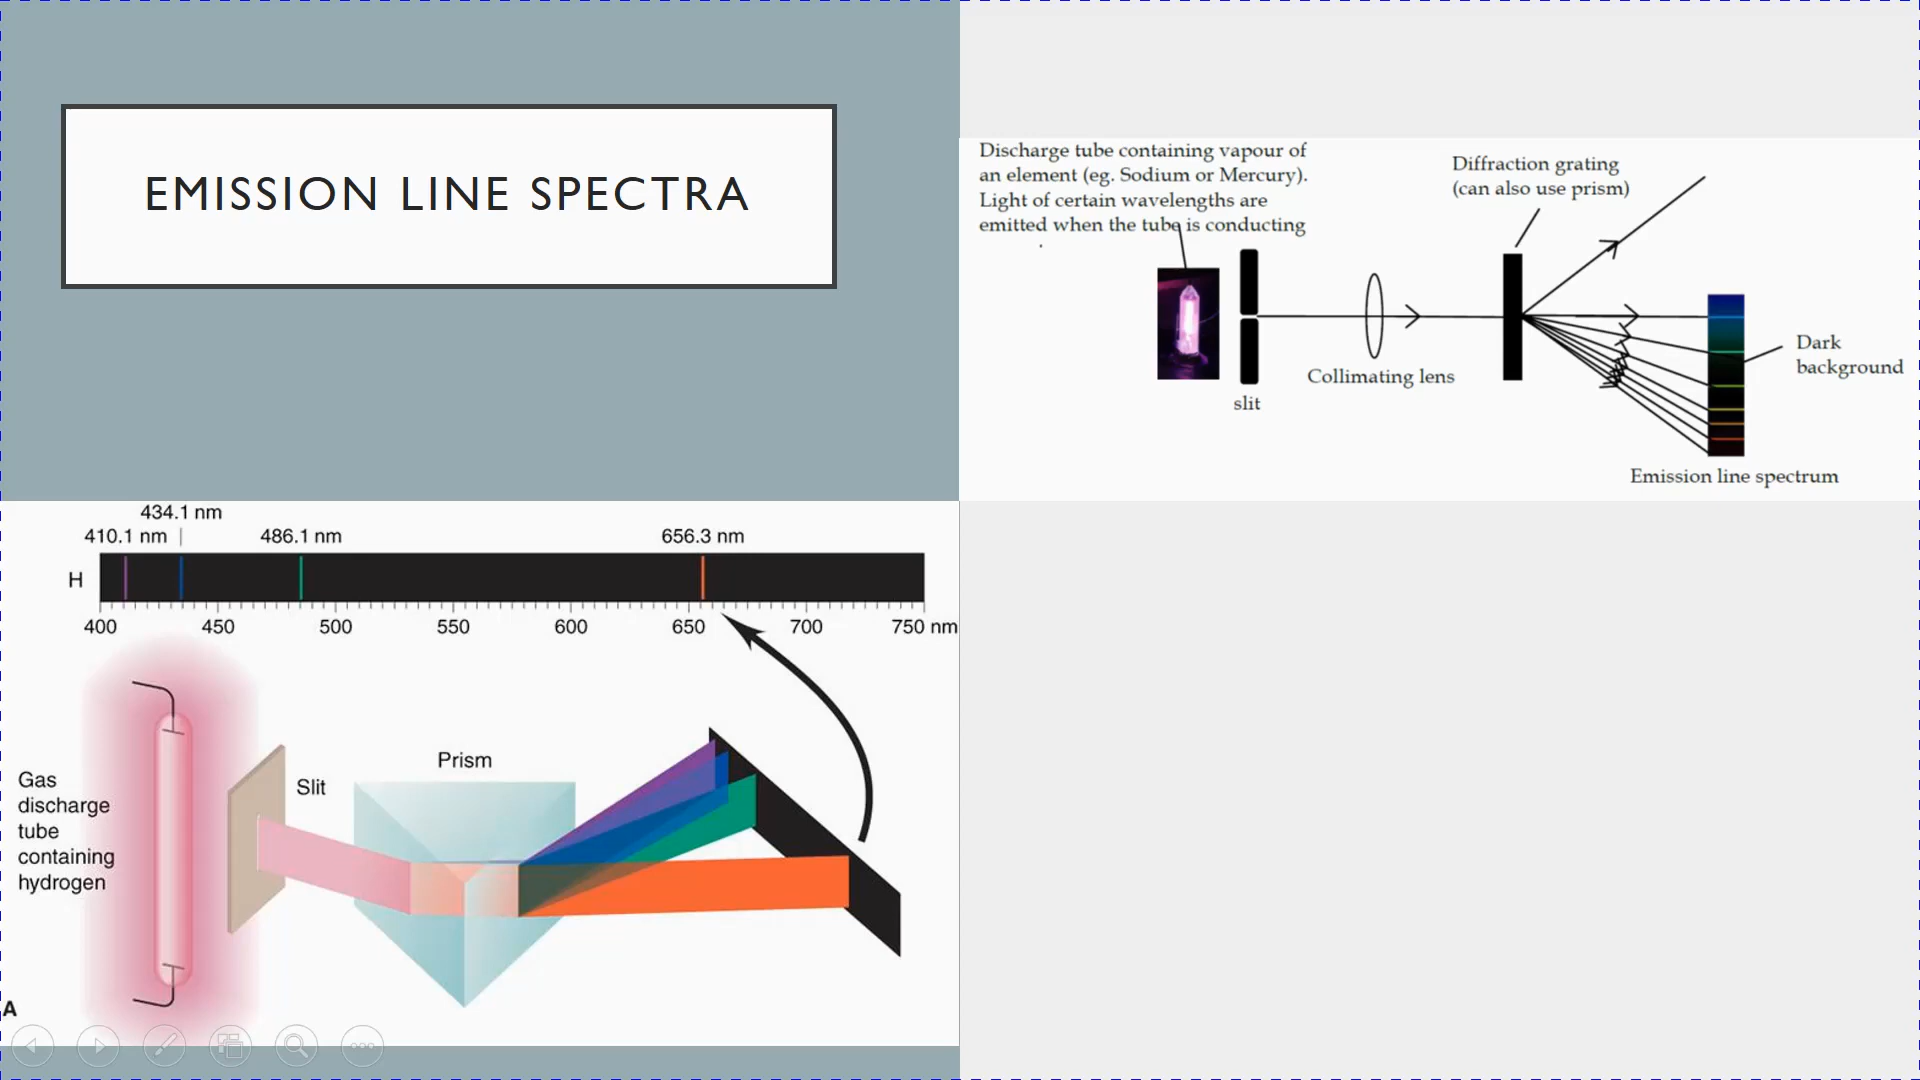 EMISSION LINE SPECTRA
Discharge tube containing vapour of
an element (eg. Sodium or Mercury).
Light of certain wavelengths are
emitted when the tube is conducting
Diffraction grating
(can also use prism)
Dark
background
Collimating lens
slit
Emission line spectrum
434.1 nm
410.1 nm
486.1 nm
656.3 nm
H
400
450
500
550
600
650
700
750 nm
Prism
Slit
Gas
discharge
tube
containing
hydrogen
A